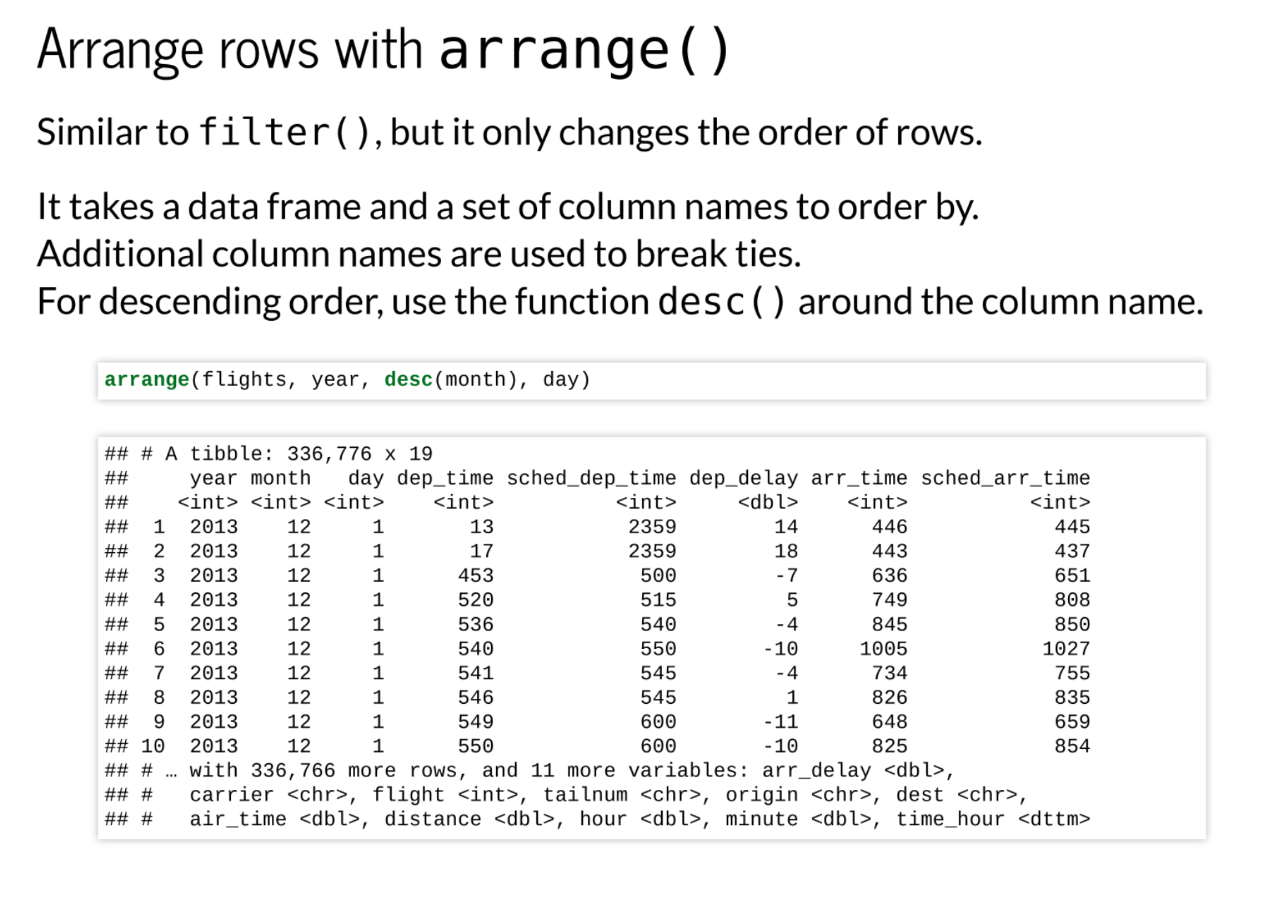 Arrange rows with arrange()
Similar to filter(), but it only changes the order of rows.
It takes a data frame and a set of column names to order by.
Additional column names are used to break ties.
For descending order, use the function desc() around the column name.
arrange(flights, year, desc(month), day)
## # A tibble: 336,776 x 19
##     year month   day dep_time sched_dep_time dep_delay arr_time sched_arr_time
##    <int> <int> <int>    <int>          <int>     <dbl>    <int>          <int>
##  1  2013    12     1       13           2359        14      446            445
##  2  2013    12     1       17           2359        18      443            437
##  3  2013    12     1      453            500        -7      636            651
##  4  2013    12     1      520            515         5      749            808
##  5  2013    12     1      536            540        -4      845            850
##  6  2013    12     1      540            550       -10     1005           1027
##  7  2013    12     1      541            545        -4      734            755
##  8  2013    12     1      546            545         1      826            835
##  9  2013    12     1      549            600       -11      648            659
## 10  2013    12     1      550            600       -10      825            854
## # … with 336,766 more rows, and 11 more variables: arr_delay <dbl>,
## #   carrier <chr>, flight <int>, tailnum <chr>, origin <chr>, dest <chr>,
## #   air_time <dbl>, distance <dbl>, hour <dbl>, minute <dbl>, time_hour <dttm>